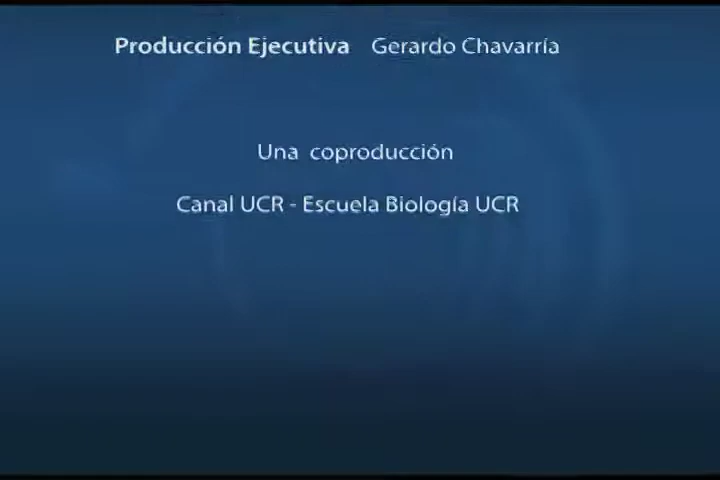 Producción Ejecutiva Gerardo Chavarría
Una coproducción
Canal UCR - Escuela Biología UCR